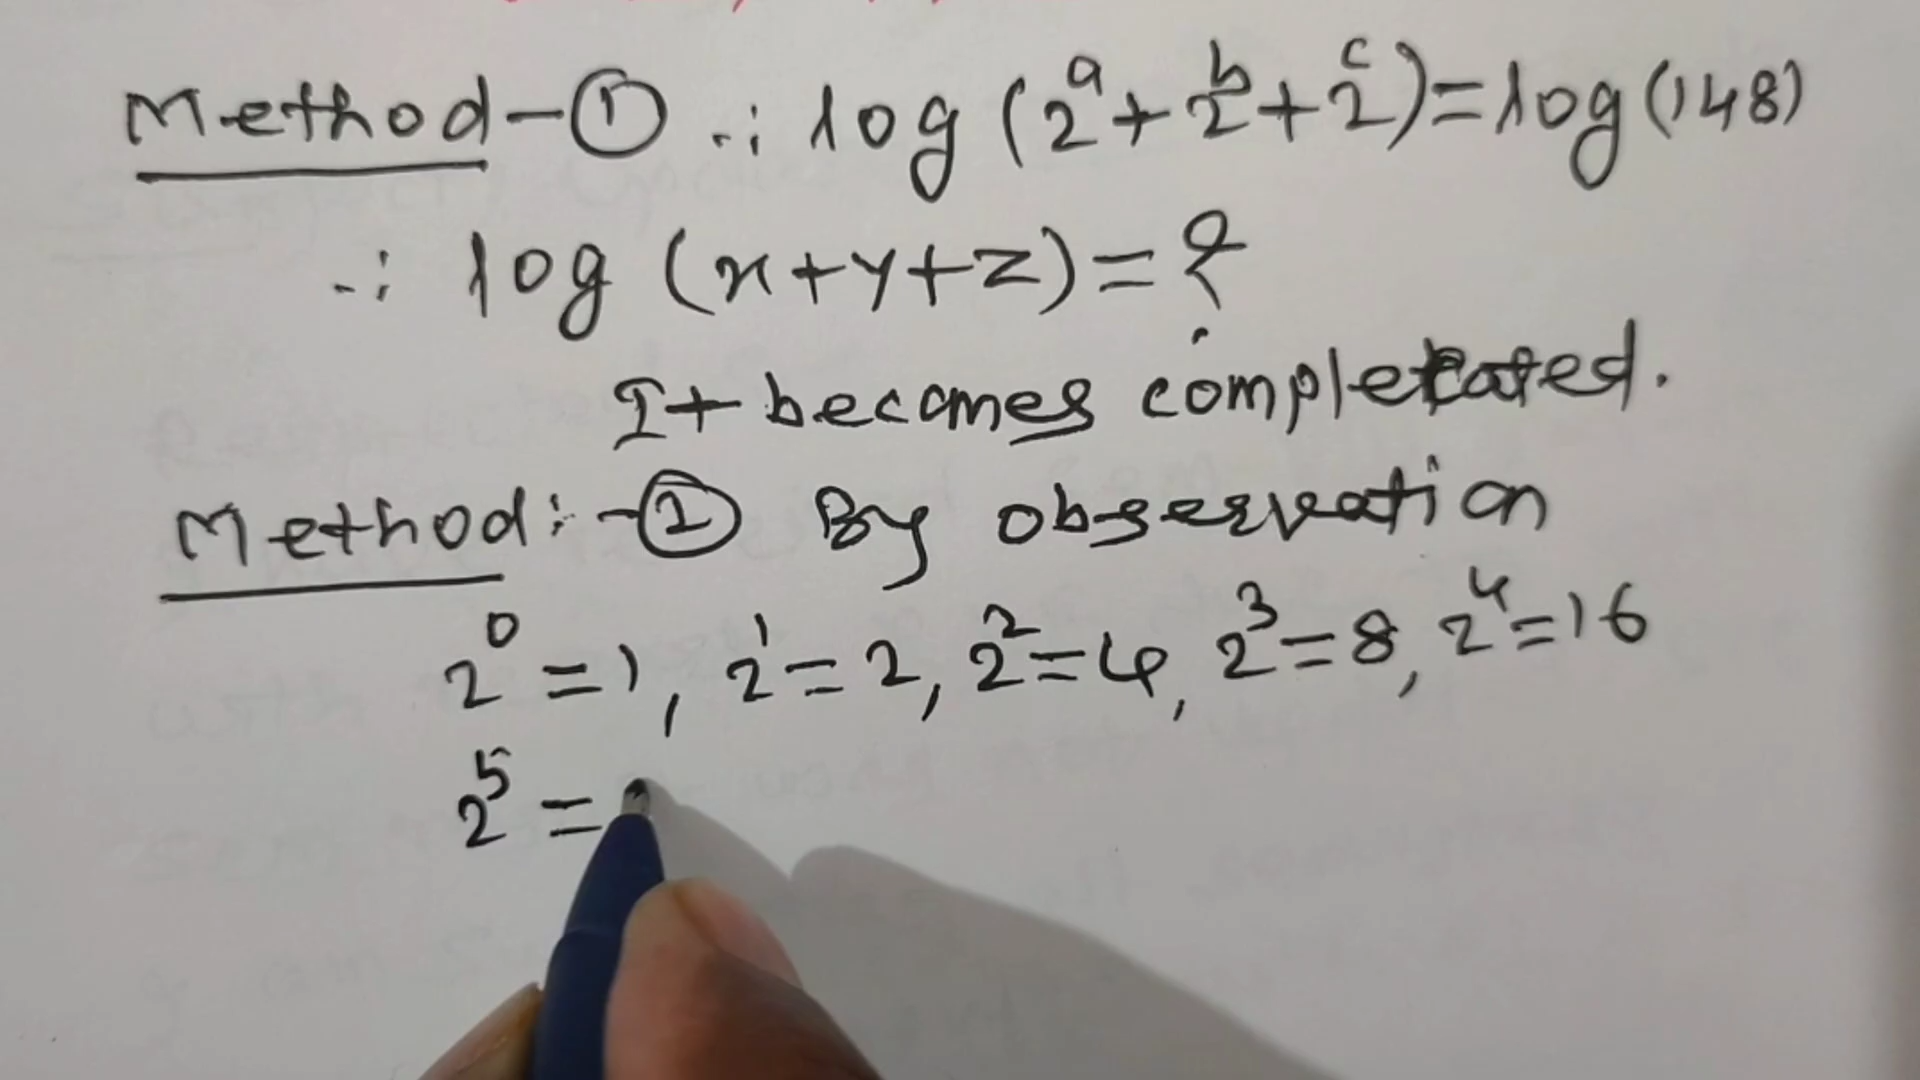 Method-① ∴ log (2^a+2^b+2^c)=log(148)
∴ log (x+y+z)=?
It becomes completcated.
Method:-② By observation
2^0=1, 2^1=2, 2^2=4, 2^3=8, 2^4=16
2^5=